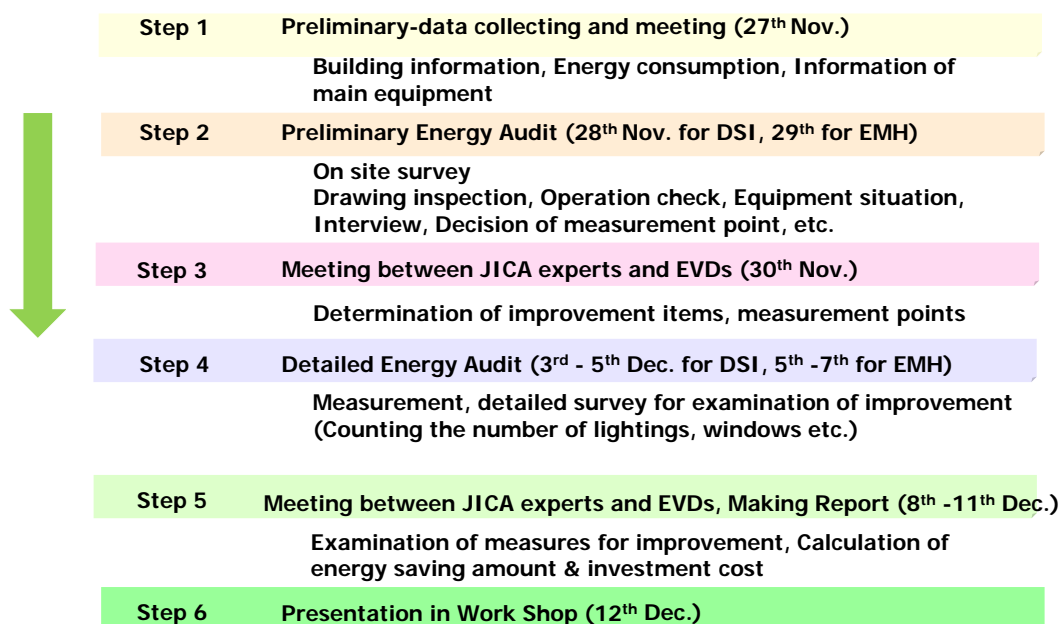 Step 1 Preliminary-data collecting and meeting (27th Nov.)
Building information, Energy consumption, Information of
main equipment
Step 2 Preliminary Energy Audit (28th Nov. for DSI, 29th for EMH)
On site survey
Drawing inspection, Operation check, Equipment situation,
Interview, Decision of measurement point, etc.
Step 3 Meeting between JICA experts and EVDs (30th Nov.)
Determination of improvement items, measurement points
Step 4 Detailed Energy Audit (3rd - 5th Dec. for DSI, 5th -7th for EMH)
Measurement, detailed survey for examination of improvement
(Counting the number of lightings, windows etc.)
Step 5 Meeting between JICA experts and EVDs, Making Report (8th -11th Dec.)
Examination of measures for improvement, Calculation of
energy saving amount & investment cost
Step 6 Presentation in Work Shop (12th Dec.)